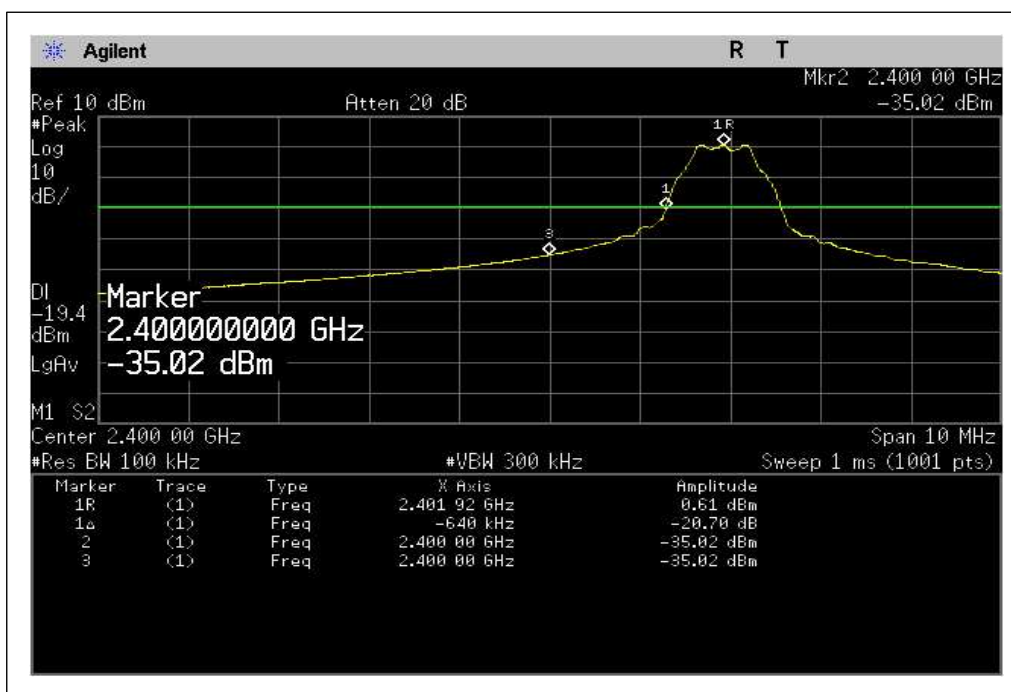 Agilent R T
Mkr2 2.400 00 GHz
Ref 10 dBm Atten 20 dB -35.02 dBm
#Peak
Log
10
dB/
1R
1
3
DI
-19.4
dBm
LgAv
Marker
2.400000000 GHz
-35.02 dBm
M1 S2
Center 2.400 00 GHz Span 10 MHz
#Res BW 100 kHz #VBW 300 kHz Sweep 1 ms (1001 pts)
Marker Trace Type X Axis Amplitude
1R (1) Freq 2.401 92 GHz 0.61 dBm
1Δ (1) Freq -640 kHz -20.70 dB
2 (1) Freq 2.400 00 GHz -35.02 dBm
3 (1) Freq 2.400 00 GHz -35.02 dBm